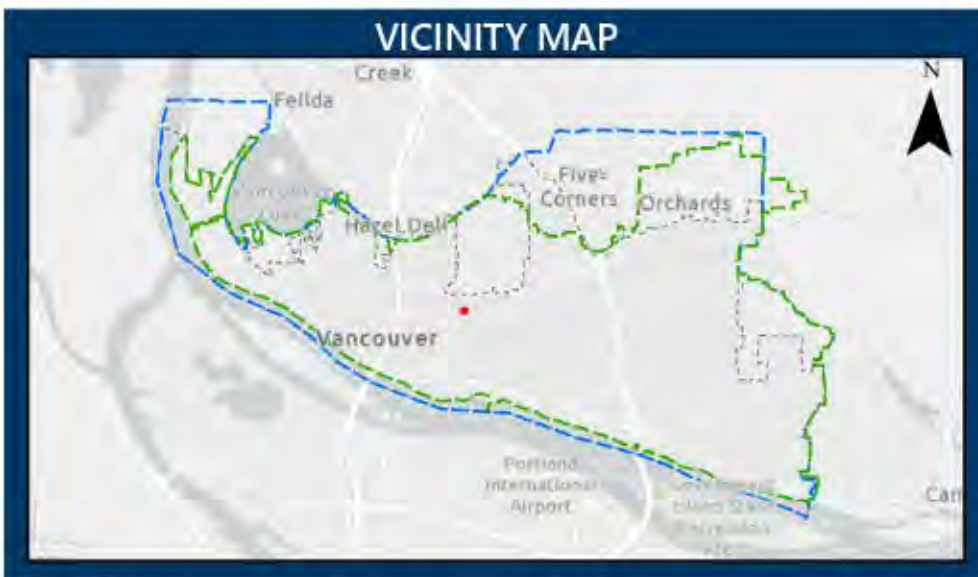 VICINITY MAP
Creek
N
Felida
Five
Corners
Orchards
Hazel Dell
Vancouver
Portland
International
Airport